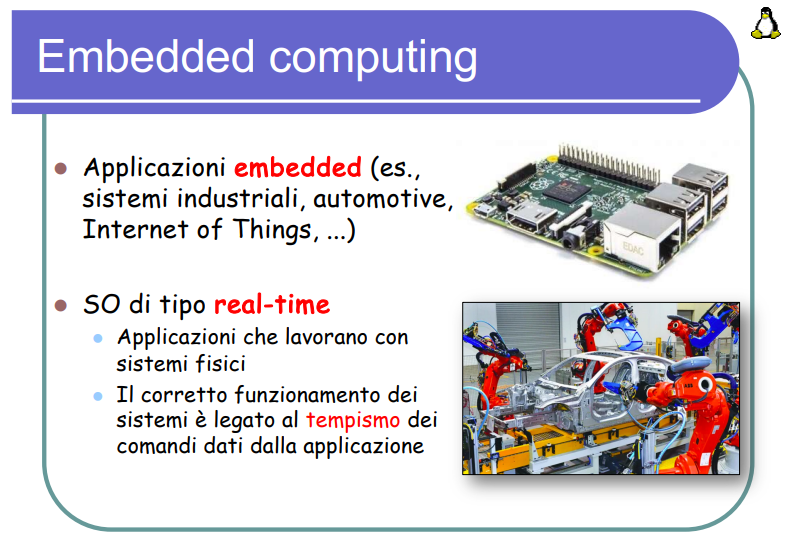 Embedded computing
Applicazioni embedded (es.,
sistemi industriali, automotive,
Internet of Things, ...)
SO di tipo real-time
Applicazioni che lavorano con
sistemi fisici
Il corretto funzionamento dei
sistemi è legato al tempismo dei
comandi dati dalla applicazione